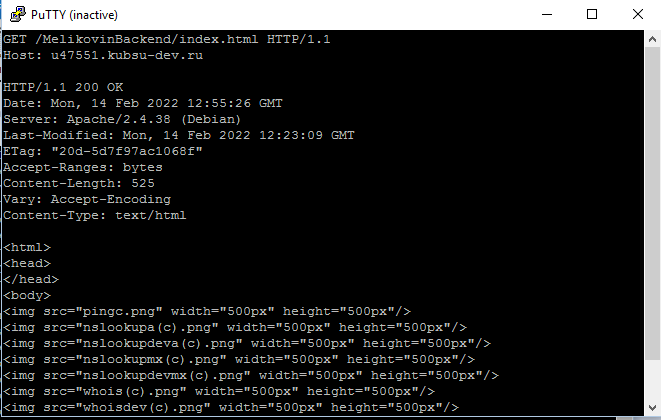 PuTTY (inactive)
GET /MelikovinBackend/index.html HTTP/1.1
Host: u47551.kubsu-dev.ru
HTTP/1.1 200 OK
Date: Mon, 14 Feb 2022 12:55:26 GMT
Server: Apache/2.4.38 (Debian)
Last-Modified: Mon, 14 Feb 2022 12:23:09 GMT
ETag: "20d-5d7f97ac1068f"
Accept-Ranges: bytes
Content-Length: 525
Vary: Accept-Encoding
Content-Type: text/html
<html>
<head>
</head>
<body>
<img src="pingc.png" width="500px" height="500px"/>
<img src="nslookupa(c).png" width="500px" height="500px"/>
<img src="nslookupdeva(c).png" width="500px" height="500px"/>
<img src="nslookupmx(c).png" width="500px" height="500px"/>
<img src="nslookupdevmx(c).png" width="500px" height="500px"/>
<img src="whois(c).png" width="500px" height="500px"/>
<img src="whoisdev(c).png" width="500px" height="500px"/>